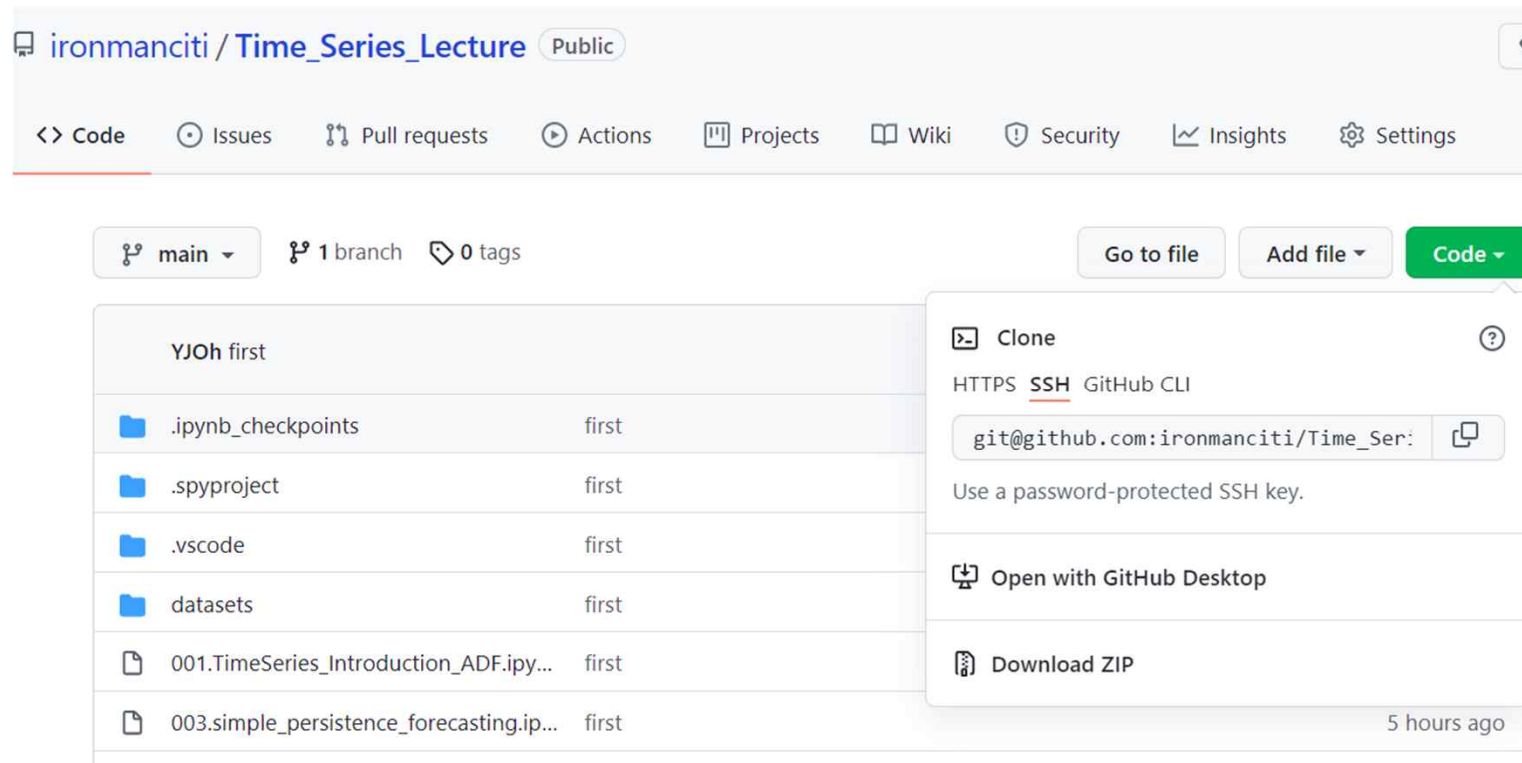 ironmanciti / Time_Series_Lecture Public
Code Issues Pull requests Actions Projects Wiki Security Insights Settings
main 1 branch 0 tags Go to file Add file Code
YJOh first
.ipynb_checkpoints first
.spyproject first
.vscode first
datasets first
001.TimeSeries_Introduction_ADF.ipy... first
003.simple_persistence_forecasting.ip... first 5 hours ago
Clone
HTTPS SSH GitHub CLI
git@github.com:ironmanciti/Time_Ser
Use a password-protected SSH key.
Open with GitHub Desktop
Download ZIP